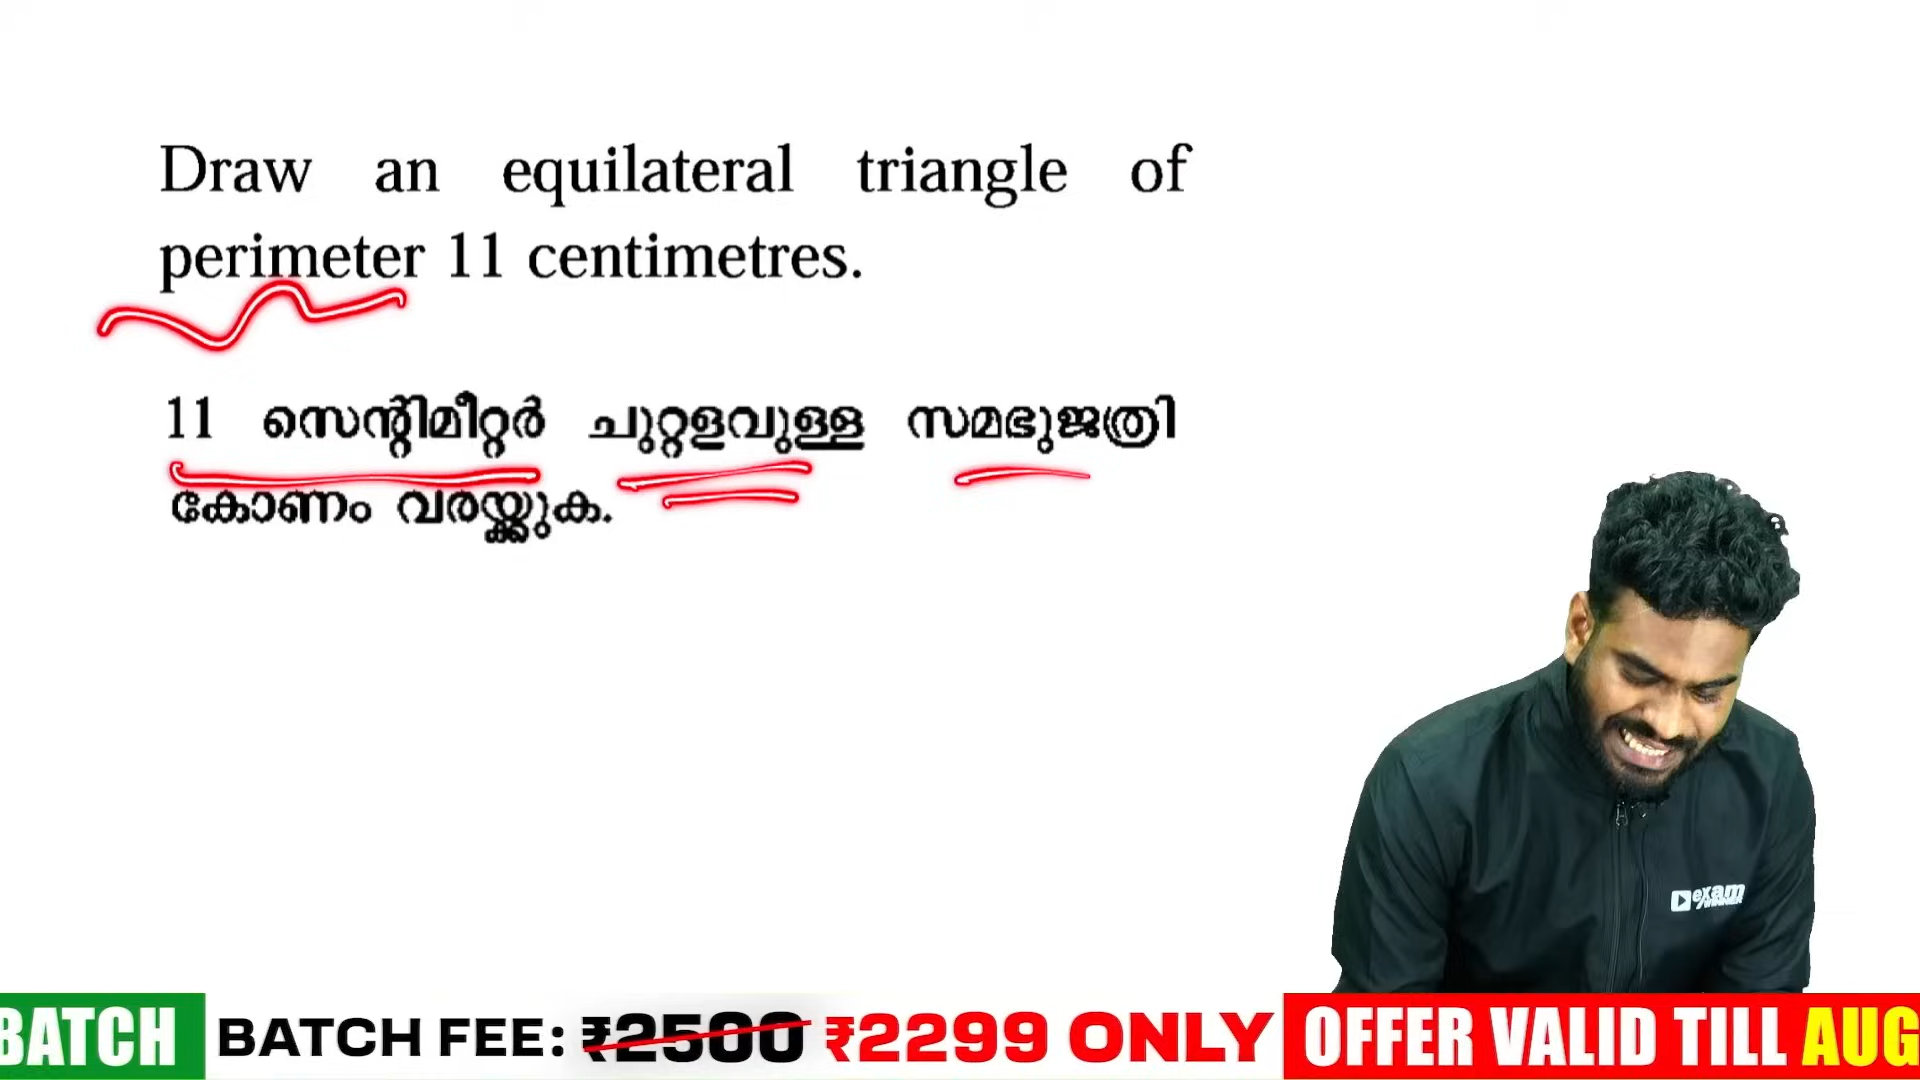 Draw an equilateral triangle of
perimeter 11 centimetres.
11 സെന്റിമീറ്റർ ചുറ്റളവുള്ള സമഭുജത്രി
കോണം വരയ്ക്കുക.
exam
BATCH BATCH FEE: ₹2500 ₹2299 ONLY OFFER VALID TILL AUG